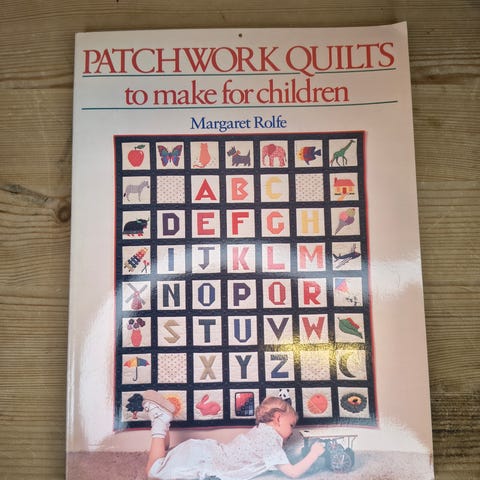 PATCHWORK QUILTS
to make for children
Margaret Rolfe
A B C
D E F G H
I J K L M
N O P Q R
S T U V W
X Y Z